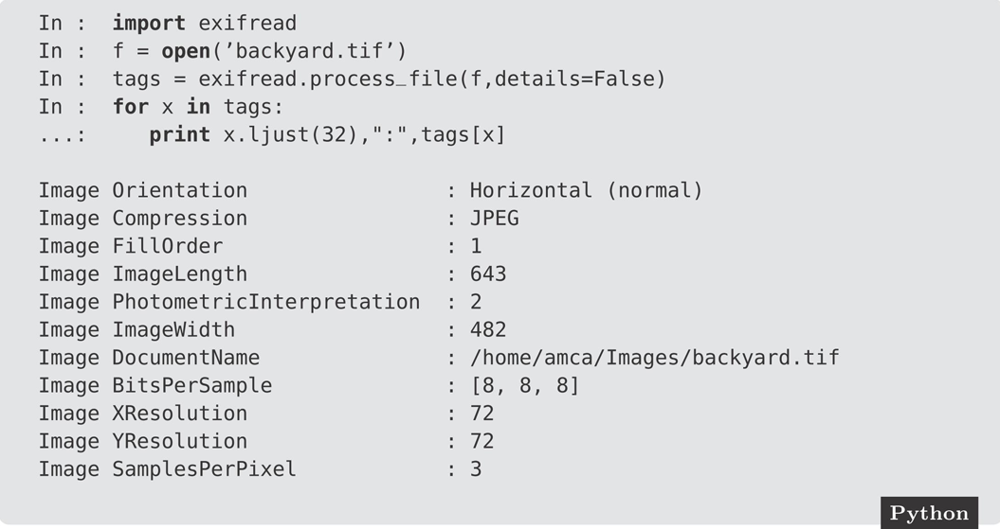 In :  import exifread
In :  f = open(’backyard.tif’)
In :  tags = exifread.process_file(f,details=False)
In :  for x in tags:
...:     print x.ljust(32),":",tags[x]
Image Orientation                : Horizontal (normal)
Image Compression                : JPEG
Image FillOrder                  : 1
Image ImageLength                : 643
Image PhotometricInterpretation  : 2
Image ImageWidth                 : 482
Image DocumentName               : /home/amca/Images/backyard.tif
Image BitsPerSample              : [8, 8, 8]
Image XResolution                : 72
Image YResolution                : 72
Image SamplesPerPixel            : 3
Python